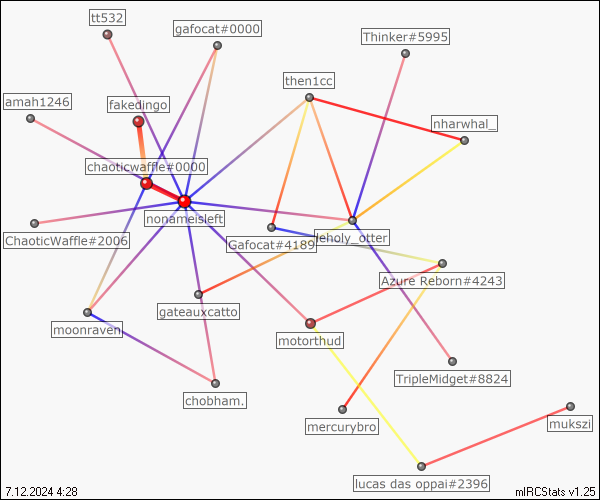 tt532
gafocat#0000
Thinker#5995
then1cc
amah1246
fakedingo
nharwhal_
chaoticwaffle#0000
nonameisleft
ChaoticWaffle#2006
Gafocat#4189
leholy_otter
Azure Reborn#4243
gateauxcatto
moonraven
motorthud
TripleMidget#8824
chobham.
mercurybro
mukszi
lucas das oppai#2396
7.12.2024 4:28
mIRCStats v1.25